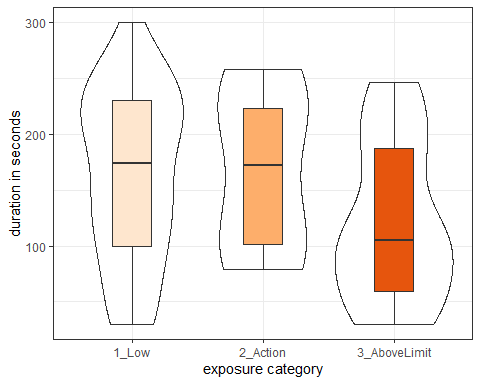 duration in seconds
300
200
100
1_Low
2_Action
3_AboveLimit
exposure category